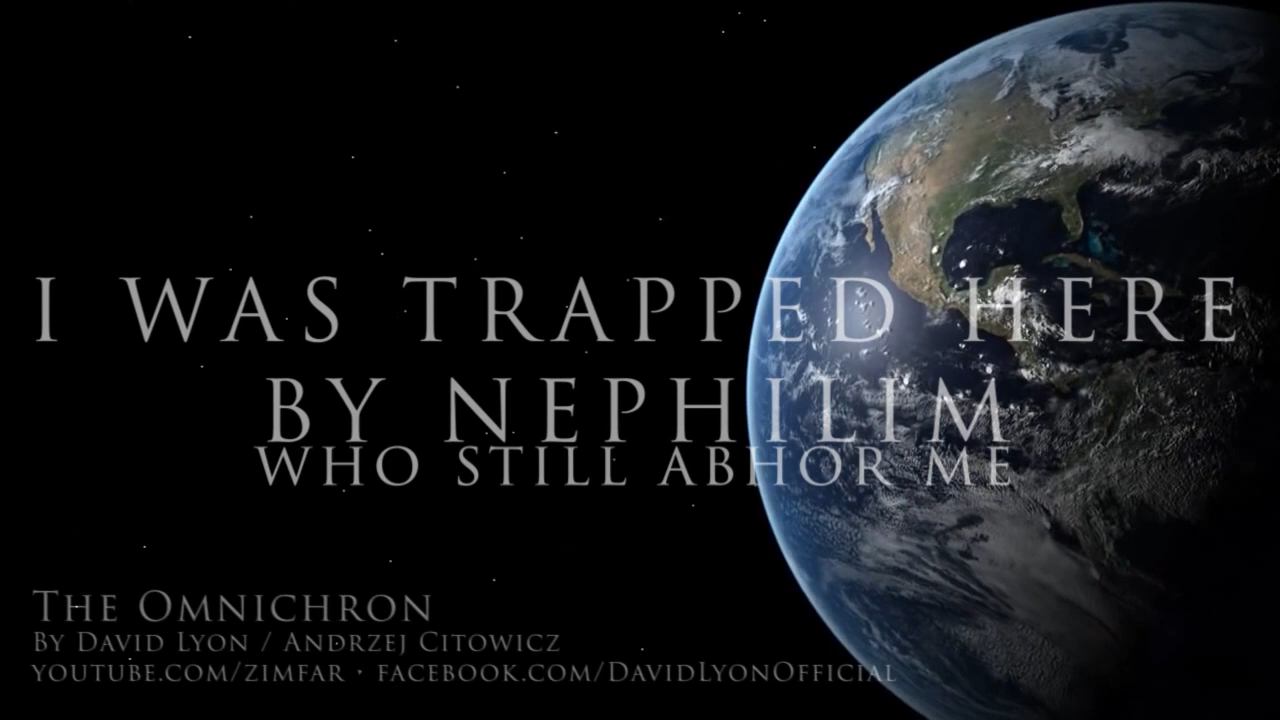 I WAS TRAPPED HERE
BY NEPHILIM
WHO STILL ABHOR ME
The Omnichron
By David Lyon / Andrzej Citowicz
youtube.com/zimfar · facebook.com/DavidLyonOfficial